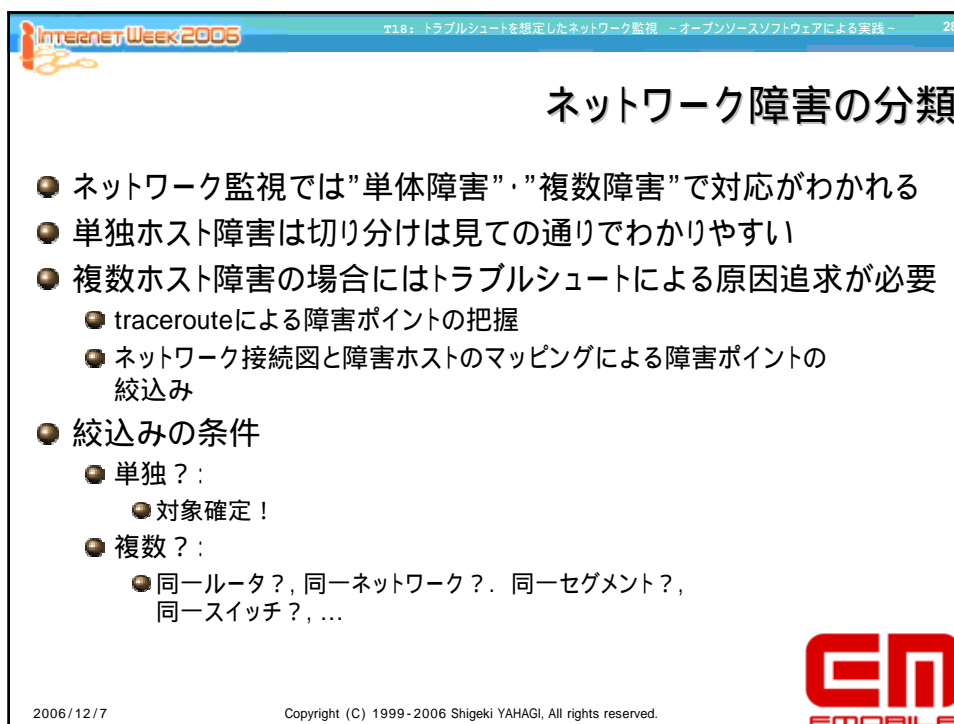 InternetWeek2006
T18: トラブルシュートを想定したネットワーク監視 ~オープンソースソフトウェアによる実践~ 28
ネットワーク障害の分類
ネットワーク監視では”単体障害”・”複数障害”で対応がわかれる
単独ホスト障害は切り分けは見ての通りでわかりやすい
複数ホスト障害の場合にはトラブルシュートによる原因追求が必要
tracerouteによる障害ポイントの把握
ネットワーク接続図と障害ホストのマッピングによる障害ポイントの
絞込み
絞込みの条件
単独?:
対象確定!
複数?:
同一ルータ?, 同一ネットワーク?. 同一セグメント?,
同一スイッチ?, ...
2006/12/7
Copyright (C) 1999-2006 Shigeki YAHAGI, All rights reserved.
EM
EMOBILE